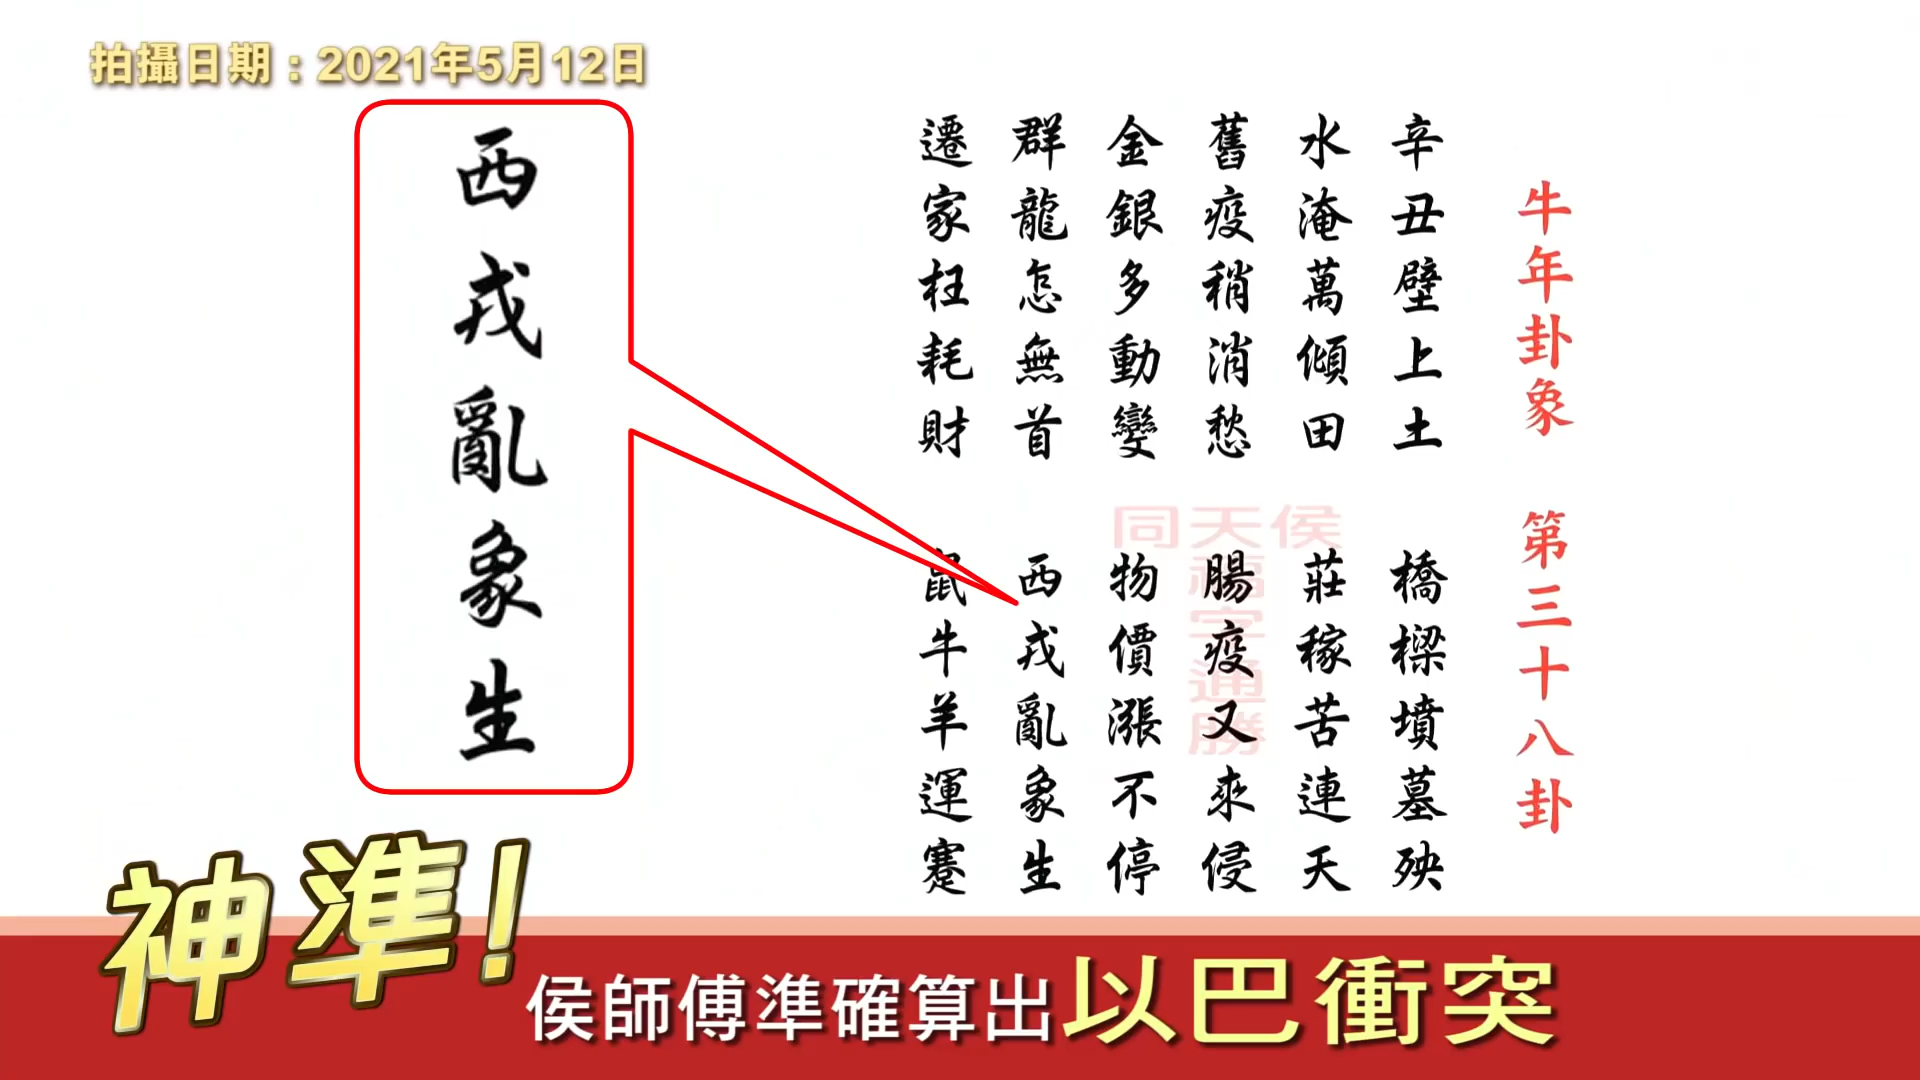 拍攝日期：2021年5月12日
西戎亂象生
牛年卦象 第三十八卦
辛丑壁上土 橋樑墳墓殃
水淹萬傾田 莊稼苦連天
舊疫稍消愁 腸疫又來侵
金銀多動變 物價漲不停
群龍怎無首 西戎亂象生
遷家枉耗財 鼠牛羊運蹇
侯天同
福字通勝
神準!
侯師傅準確算出以巴衝突